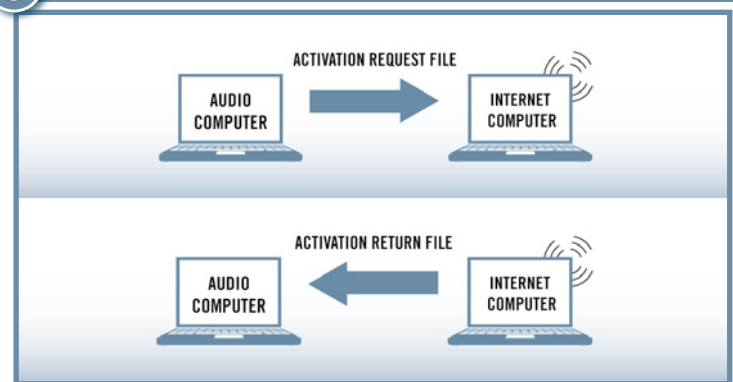 ACTIVATION REQUEST FILE
AUDIO
COMPUTER
INTERNET
COMPUTER
ACTIVATION RETURN FILE
AUDIO
COMPUTER
INTERNET
COMPUTER